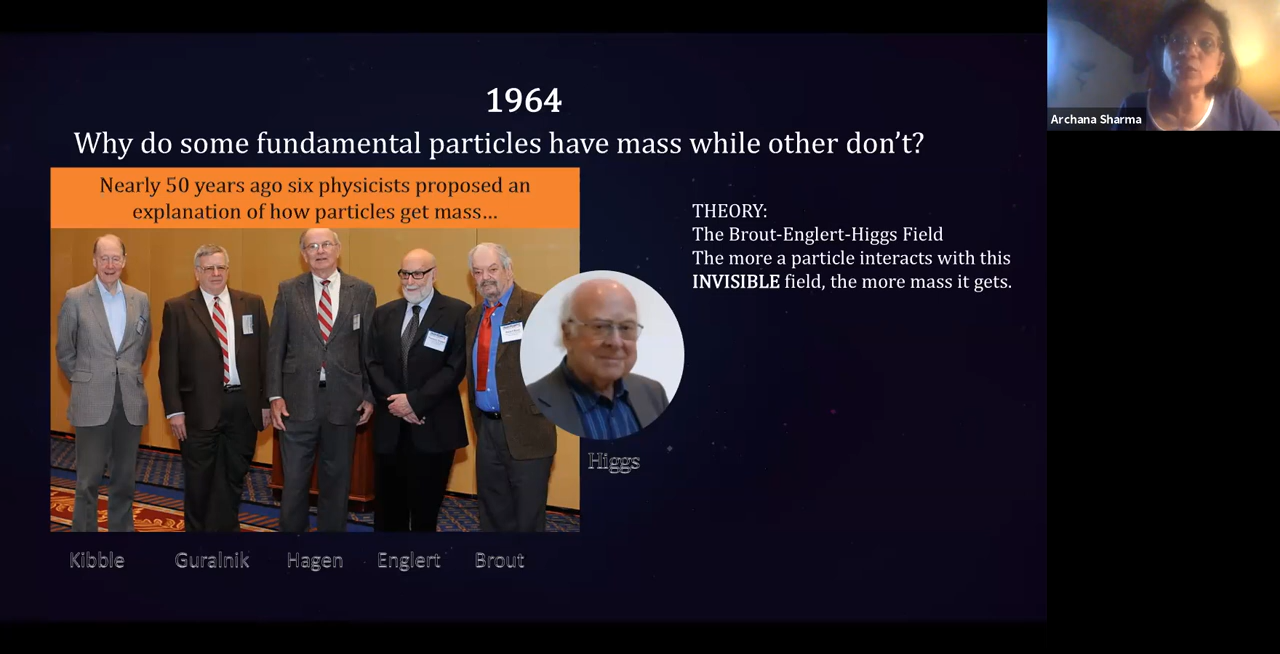 1964
Why do some fundamental particles have mass while other don’t?
Nearly 50 years ago six physicists proposed an
explanation of how particles get mass…
THEORY:
The Brout-Englert-Higgs Field
The more a particle interacts with this
INVISIBLE field, the more mass it gets.
Higgs
Kibble Guralnik Hagen Englert Brout
Archana Sharma